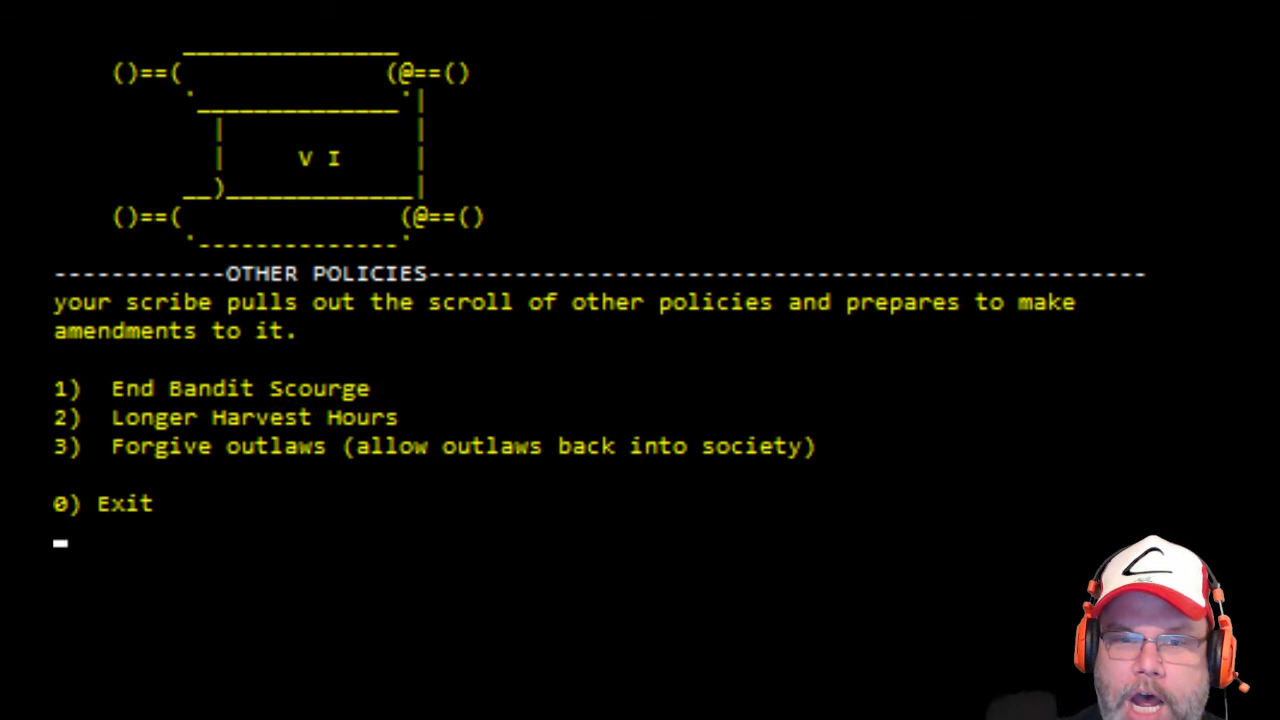 V I
OTHER POLICIES
your scribe pulls out the scroll of other policies and prepares to make
amendments to it.
1) End Bandit Scourge
2) Longer Harvest Hours
3) Forgive outlaws (allow outlaws back into society)
0) Exit